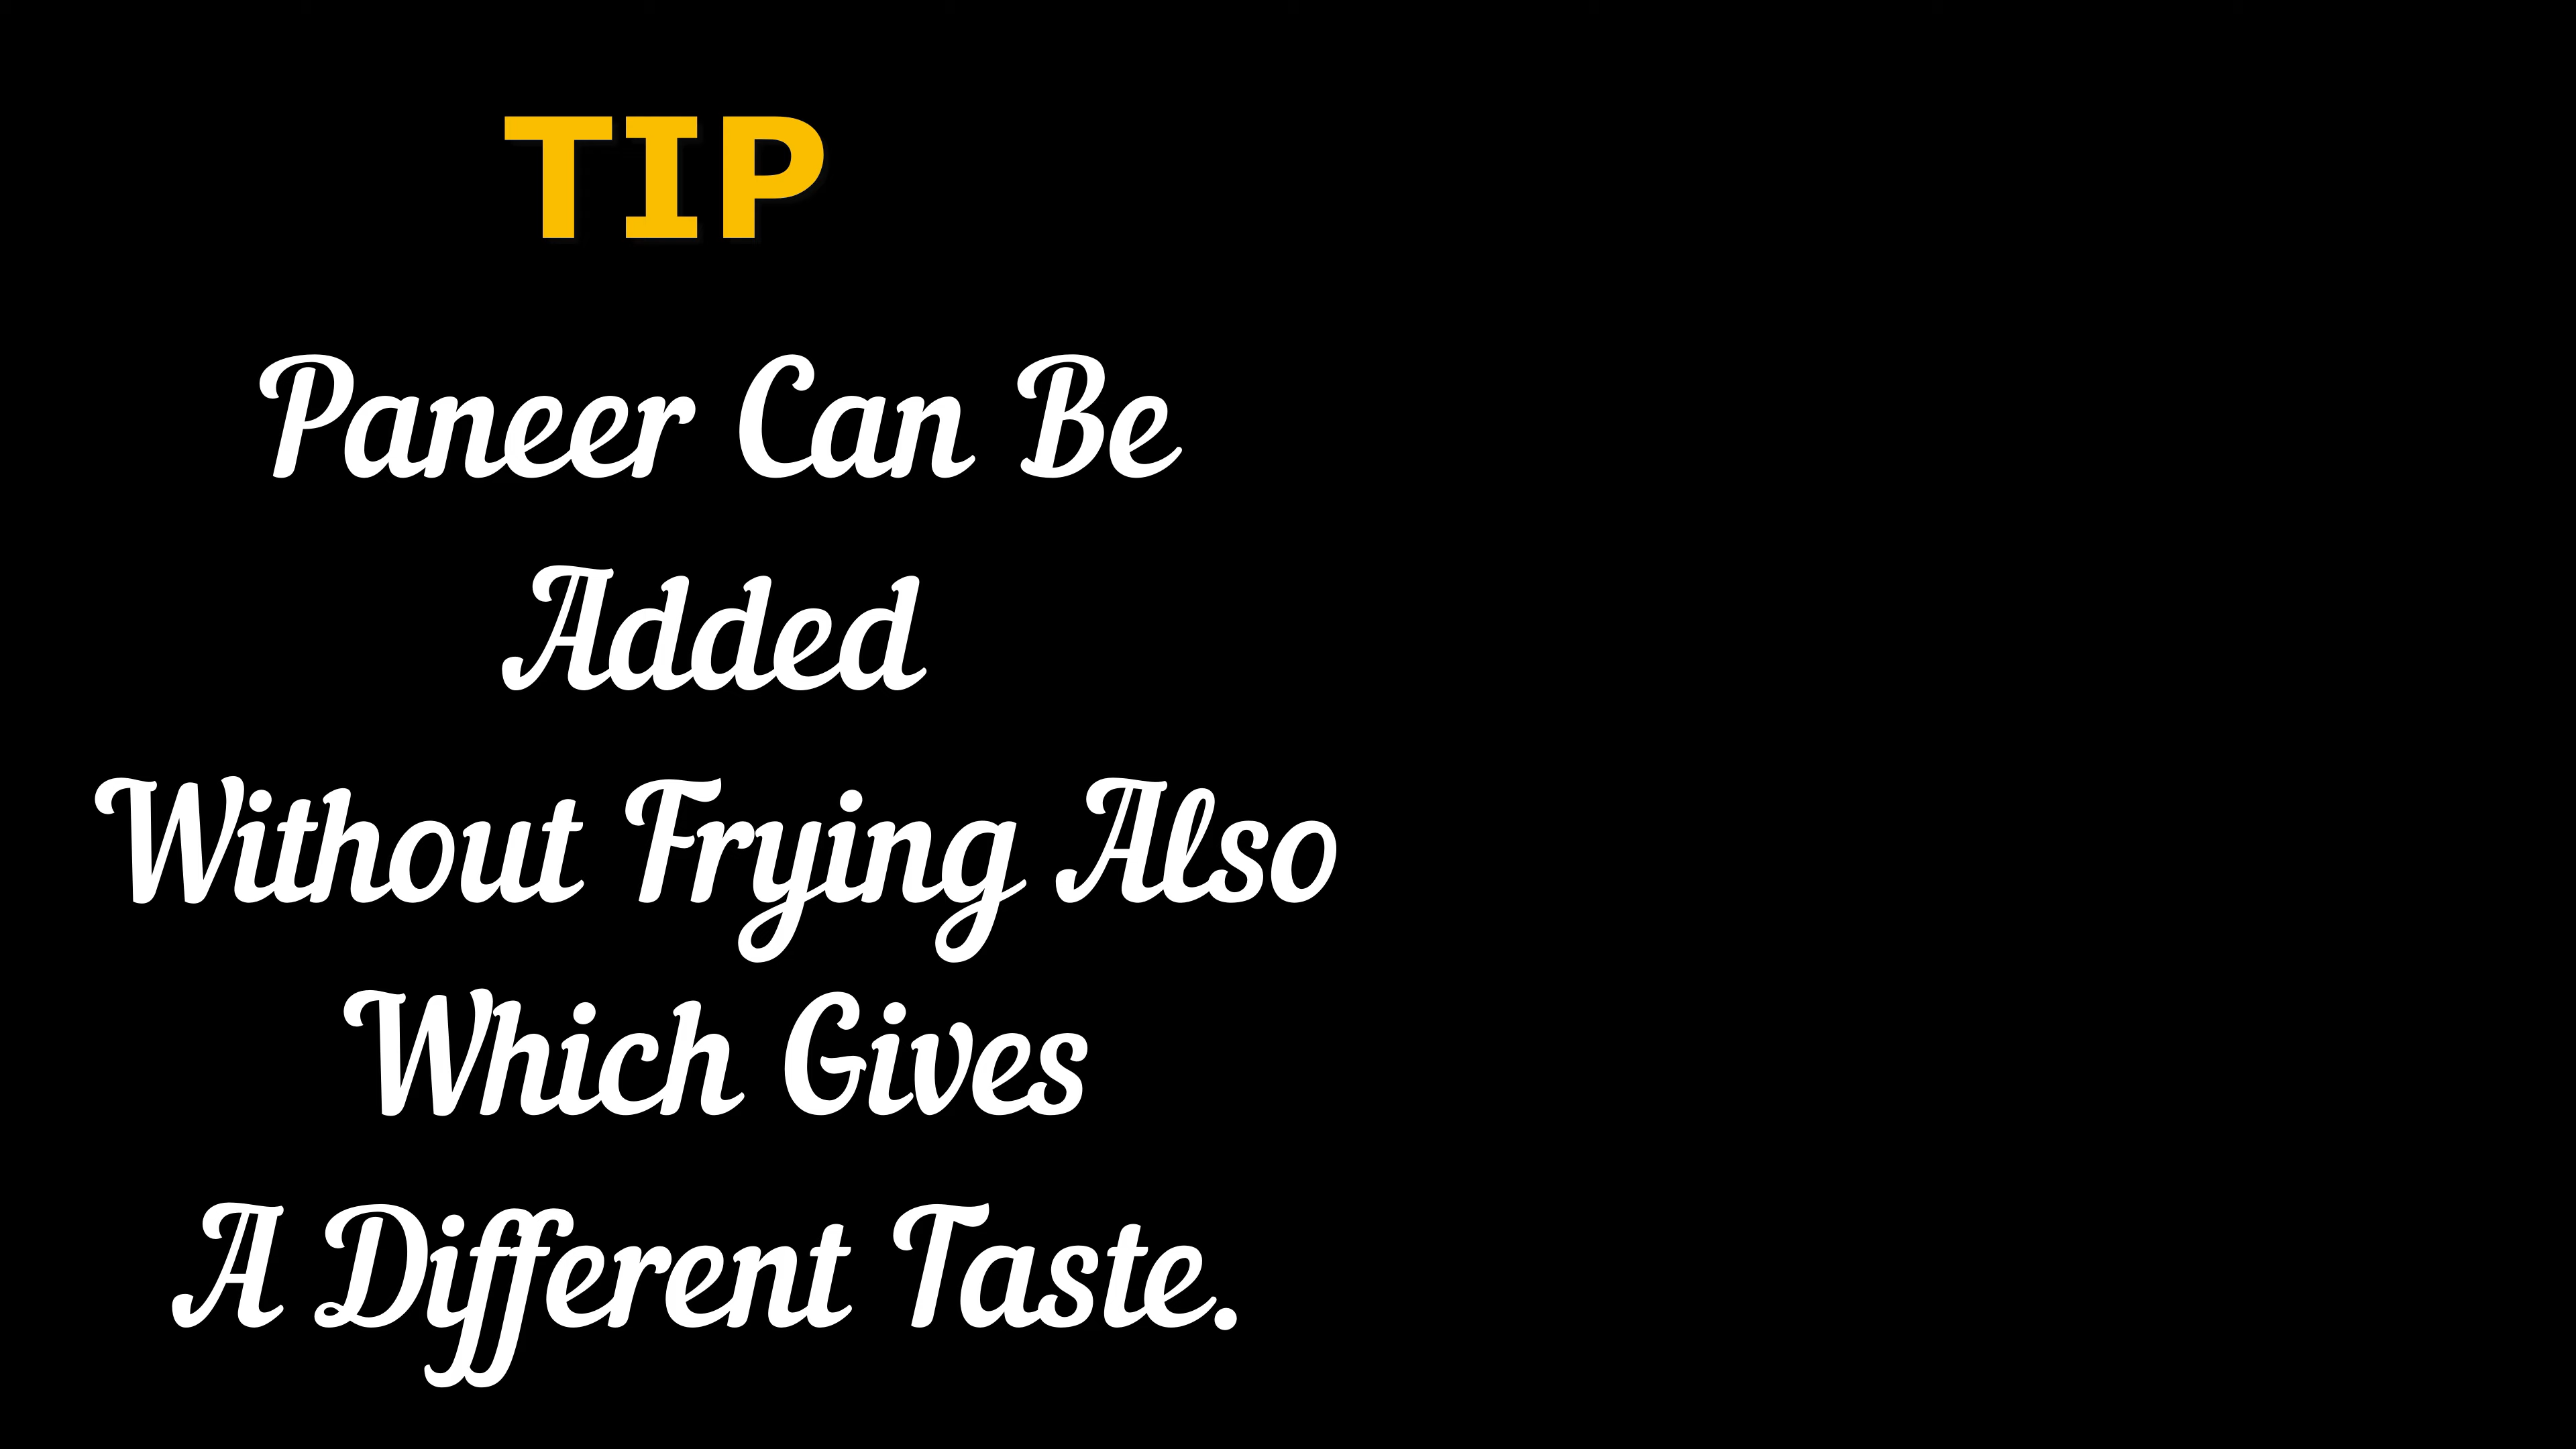 TIP
Paneer Can Be
Added
Without Frying Also
Which Gives
A Different Taste.